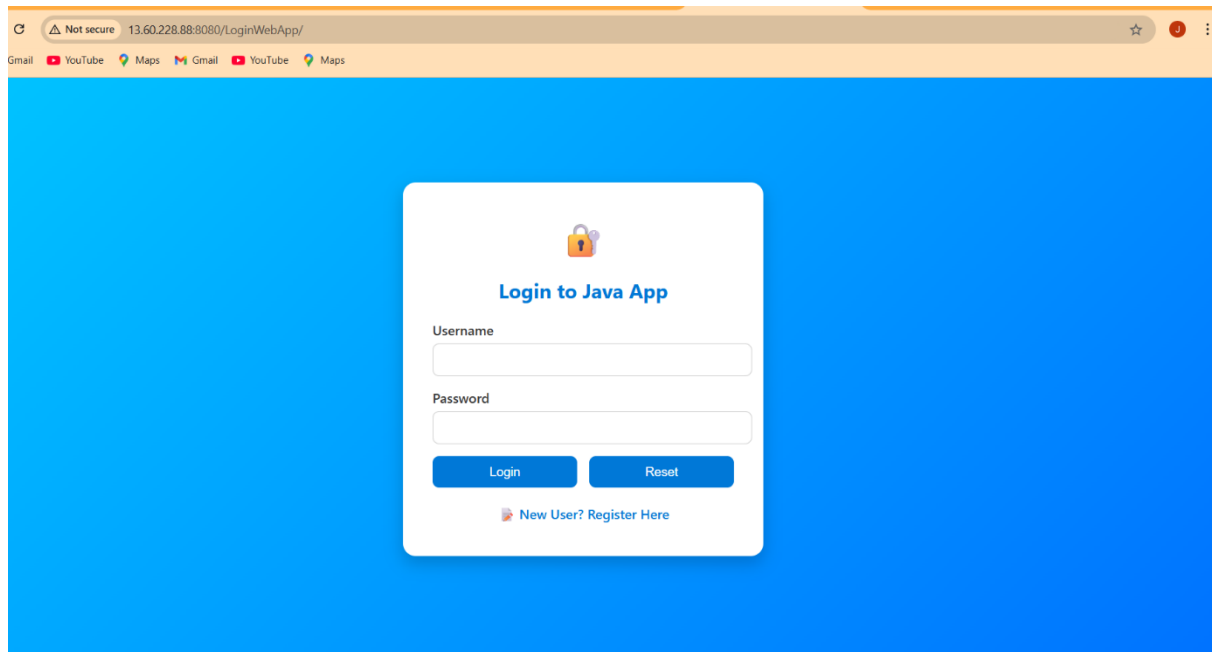 Not secure 13.60.228.88:8080/LoginWebApp/ J
Gmail YouTube Maps Gmail YouTube Maps
Login to Java App
Username
Password
Login Reset
New User? Register Here